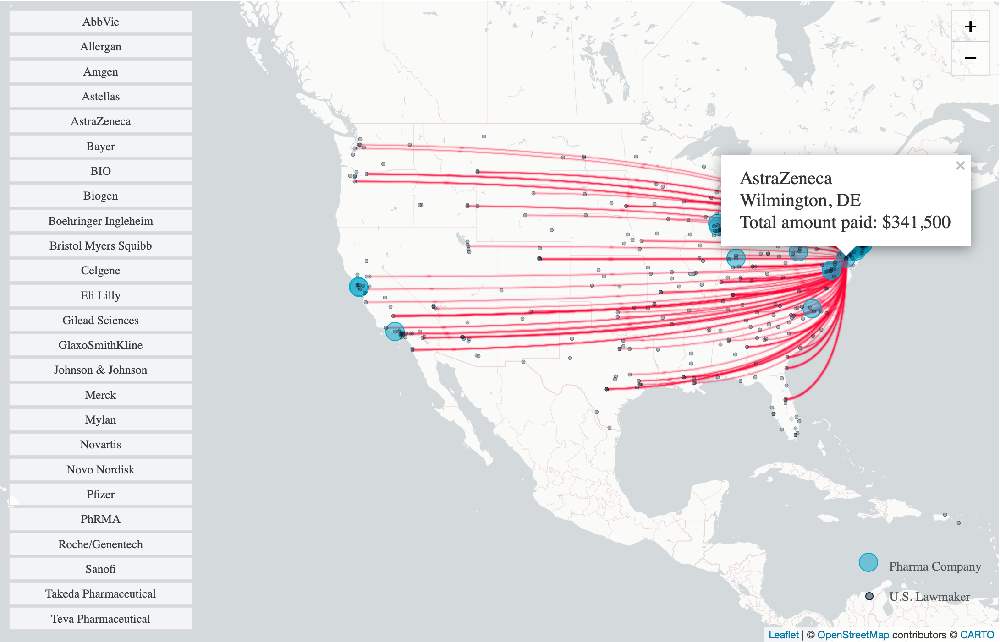 AbbVie
Allergan
Amgen
Astellas
AstraZeneca
Bayer
BIO
Biogen
Boehringer Ingleheim
Bristol Myers Squibb
Celgene
Eli Lilly
Gilead Sciences
GlaxoSmithKline
Johnson & Johnson
Merck
Mylan
Novartis
Novo Nordisk
Pfizer
PhRMA
Roche/Genentech
Sanofi
Takeda Pharmaceutical
Teva Pharmaceutical
+
−
×
AstraZeneca
Wilmington, DE
Total amount paid: $341,500
Pharma Company
U.S. Lawmaker
Leaflet | © OpenStreetMap contributors © CARTO